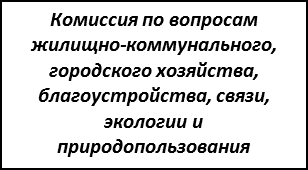 Комиссия по вопросам
жилищно-коммунального,
городского хозяйства,
благоустройства, связи,
экологии и
природопользования